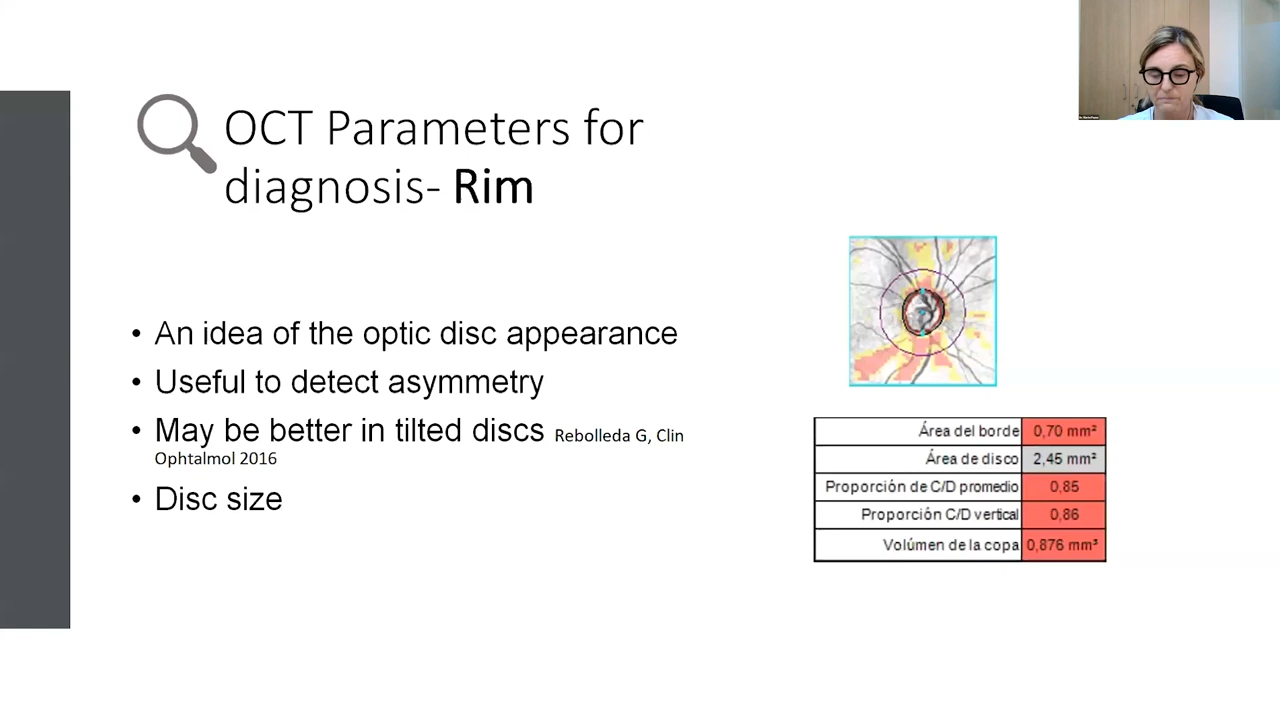 OCT Parameters for
diagnosis- Rim
• An idea of the optic disc appearance
• Useful to detect asymmetry
• May be better in tilted discs Rebolleda G, Clin
Ophtalmol 2016
• Disc size
Área del borde 0,70 mm²
Área de disco 2,45 mm²
Proporción de C/D promedio 0,85
Proporción C/D vertical 0,86
Volúmen de la copa 0,876 mm³